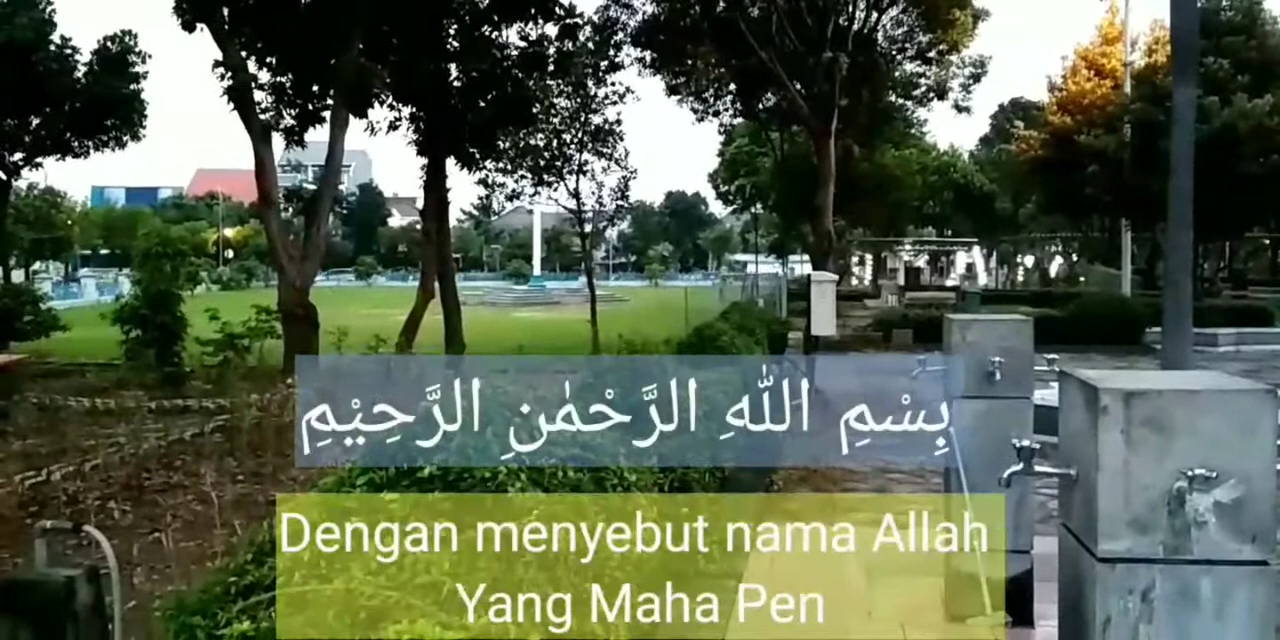 بِسْمِ اللّٰهِ الرَّحْمٰنِ الرَّحِيْمِ
Dengan menyebut nama Allah
Yang Maha Pen